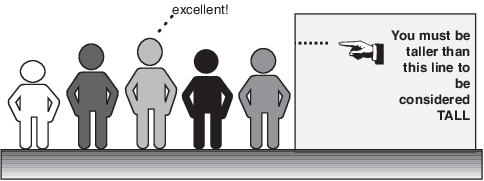 excellent!
You must be
taller than
this line to
be
considered
TALL